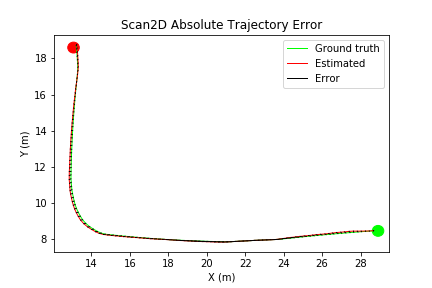 Scan2D Absolute Trajectory Error
Ground truth
Estimated
Error
Y (m)
18
16
14
12
10
8
14
16
18
20
22
24
26
28
X (m)